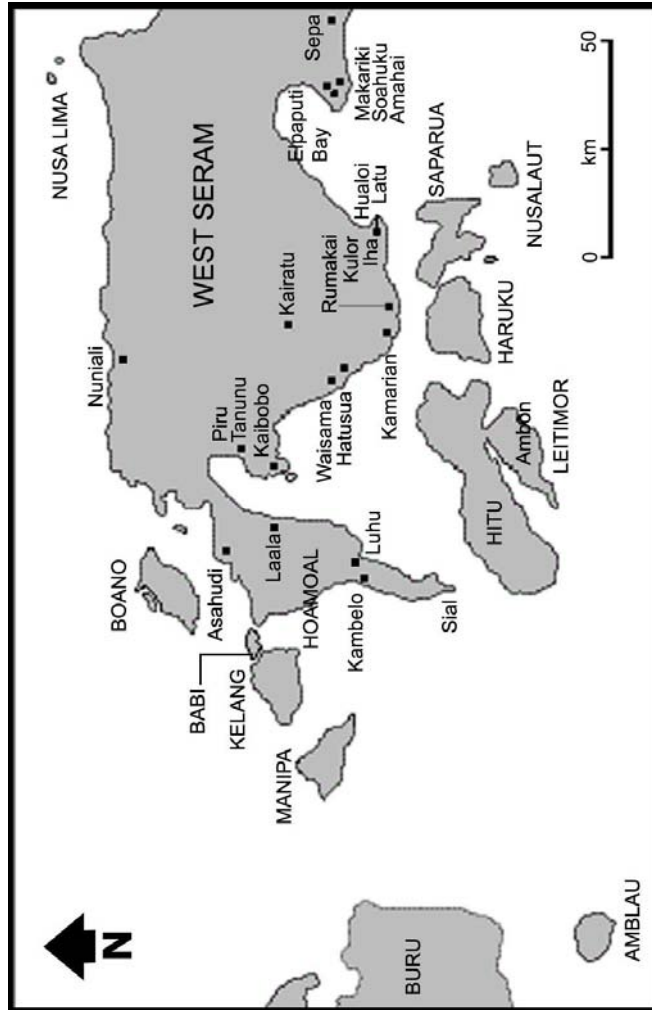 NUSA LIMA
Nuniali
WEST SERAM
BOANO
Asahudi
Piru
Tanunu
Kaibobo
Kairatu
Elpaputi
Bay
Sepa
Makariki
Soahuku
Amahai
BABI
KELANG
Laala
HOAMOAL
MANIPA
Waisama
Hatusua
Rumakai
Kulor
Iha
Hualoi
Latu
Luhu
Kambelo
Kamarian
Sial
SAPARUA
HARUKU
NUSALAUT
HITU
Ambon
LEITIMOR
BURU
AMBLAU
N
0 km 50